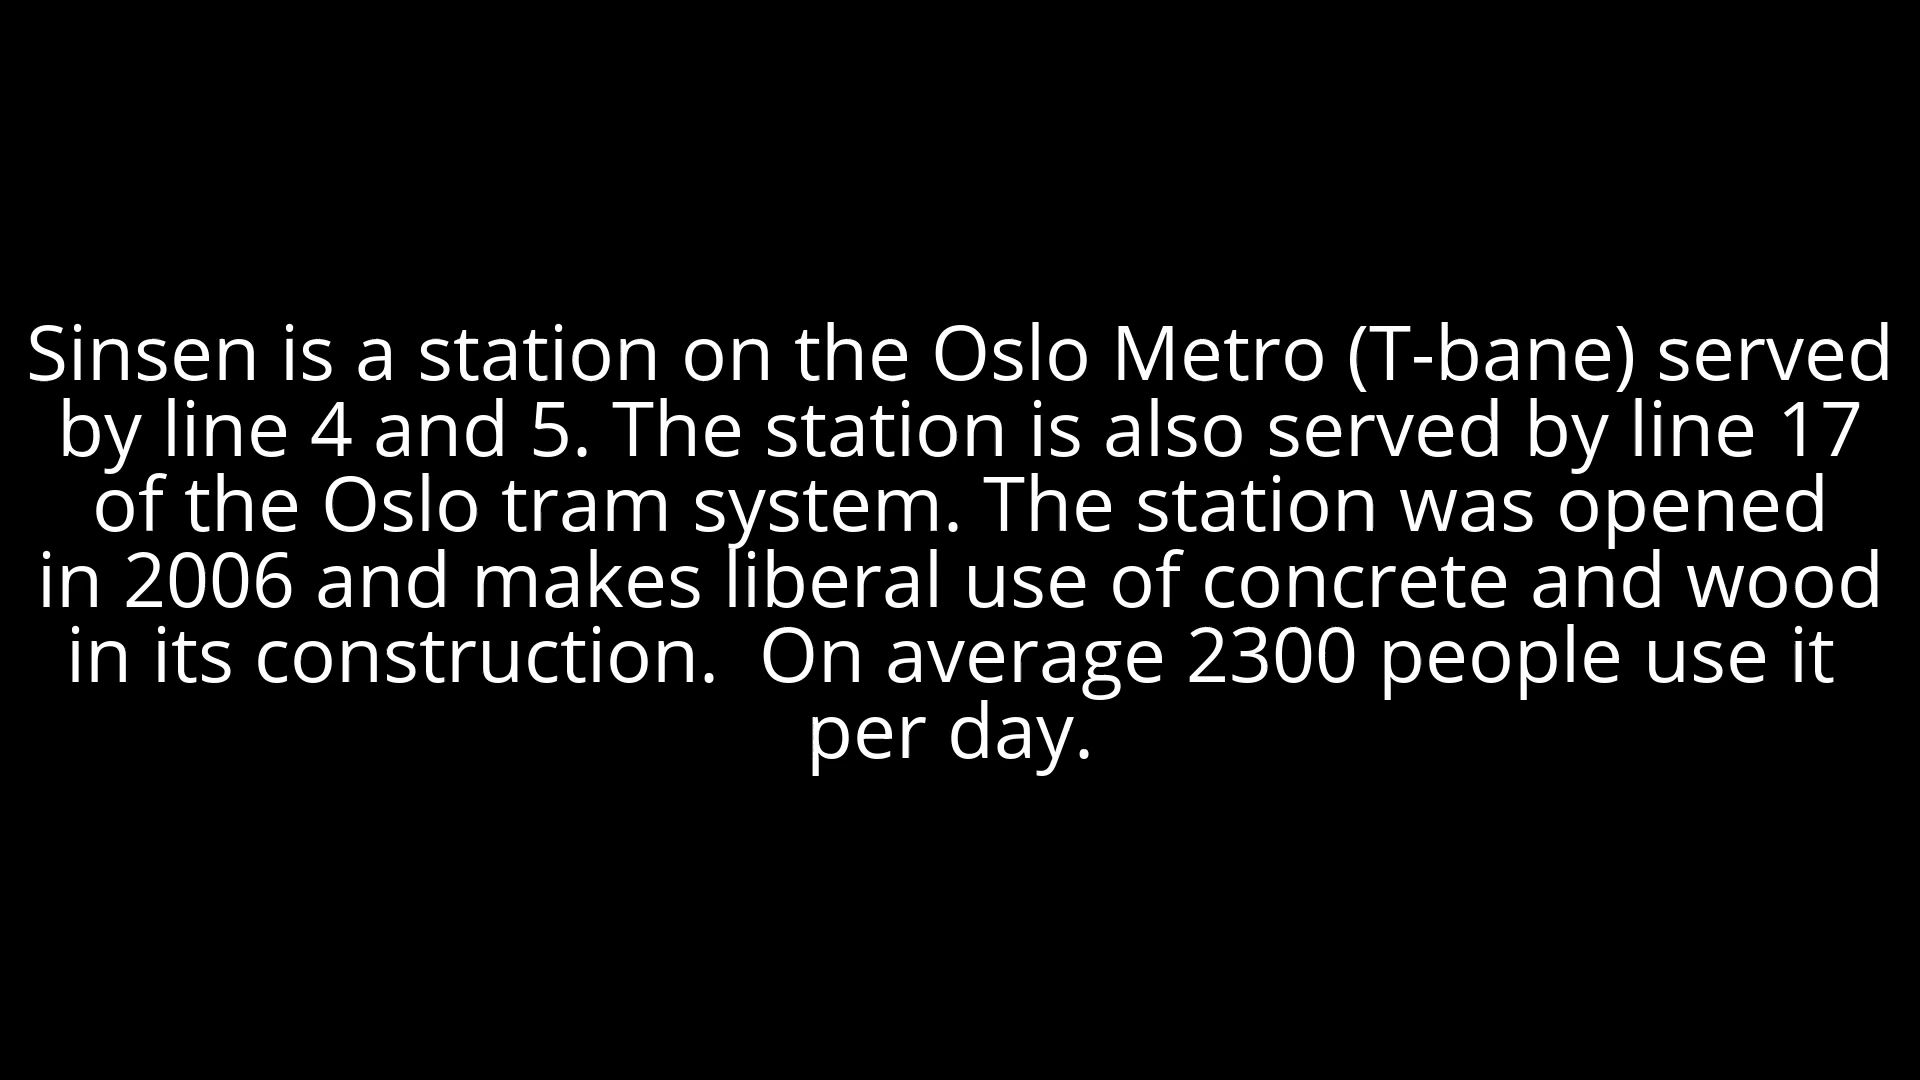 Sinsen is a station on the Oslo Metro (T-bane) served
by line 4 and 5. The station is also served by line 17
of the Oslo tram system. The station was opened
in 2006 and makes liberal use of concrete and wood
in its construction.  On average 2300 people use it
per day.